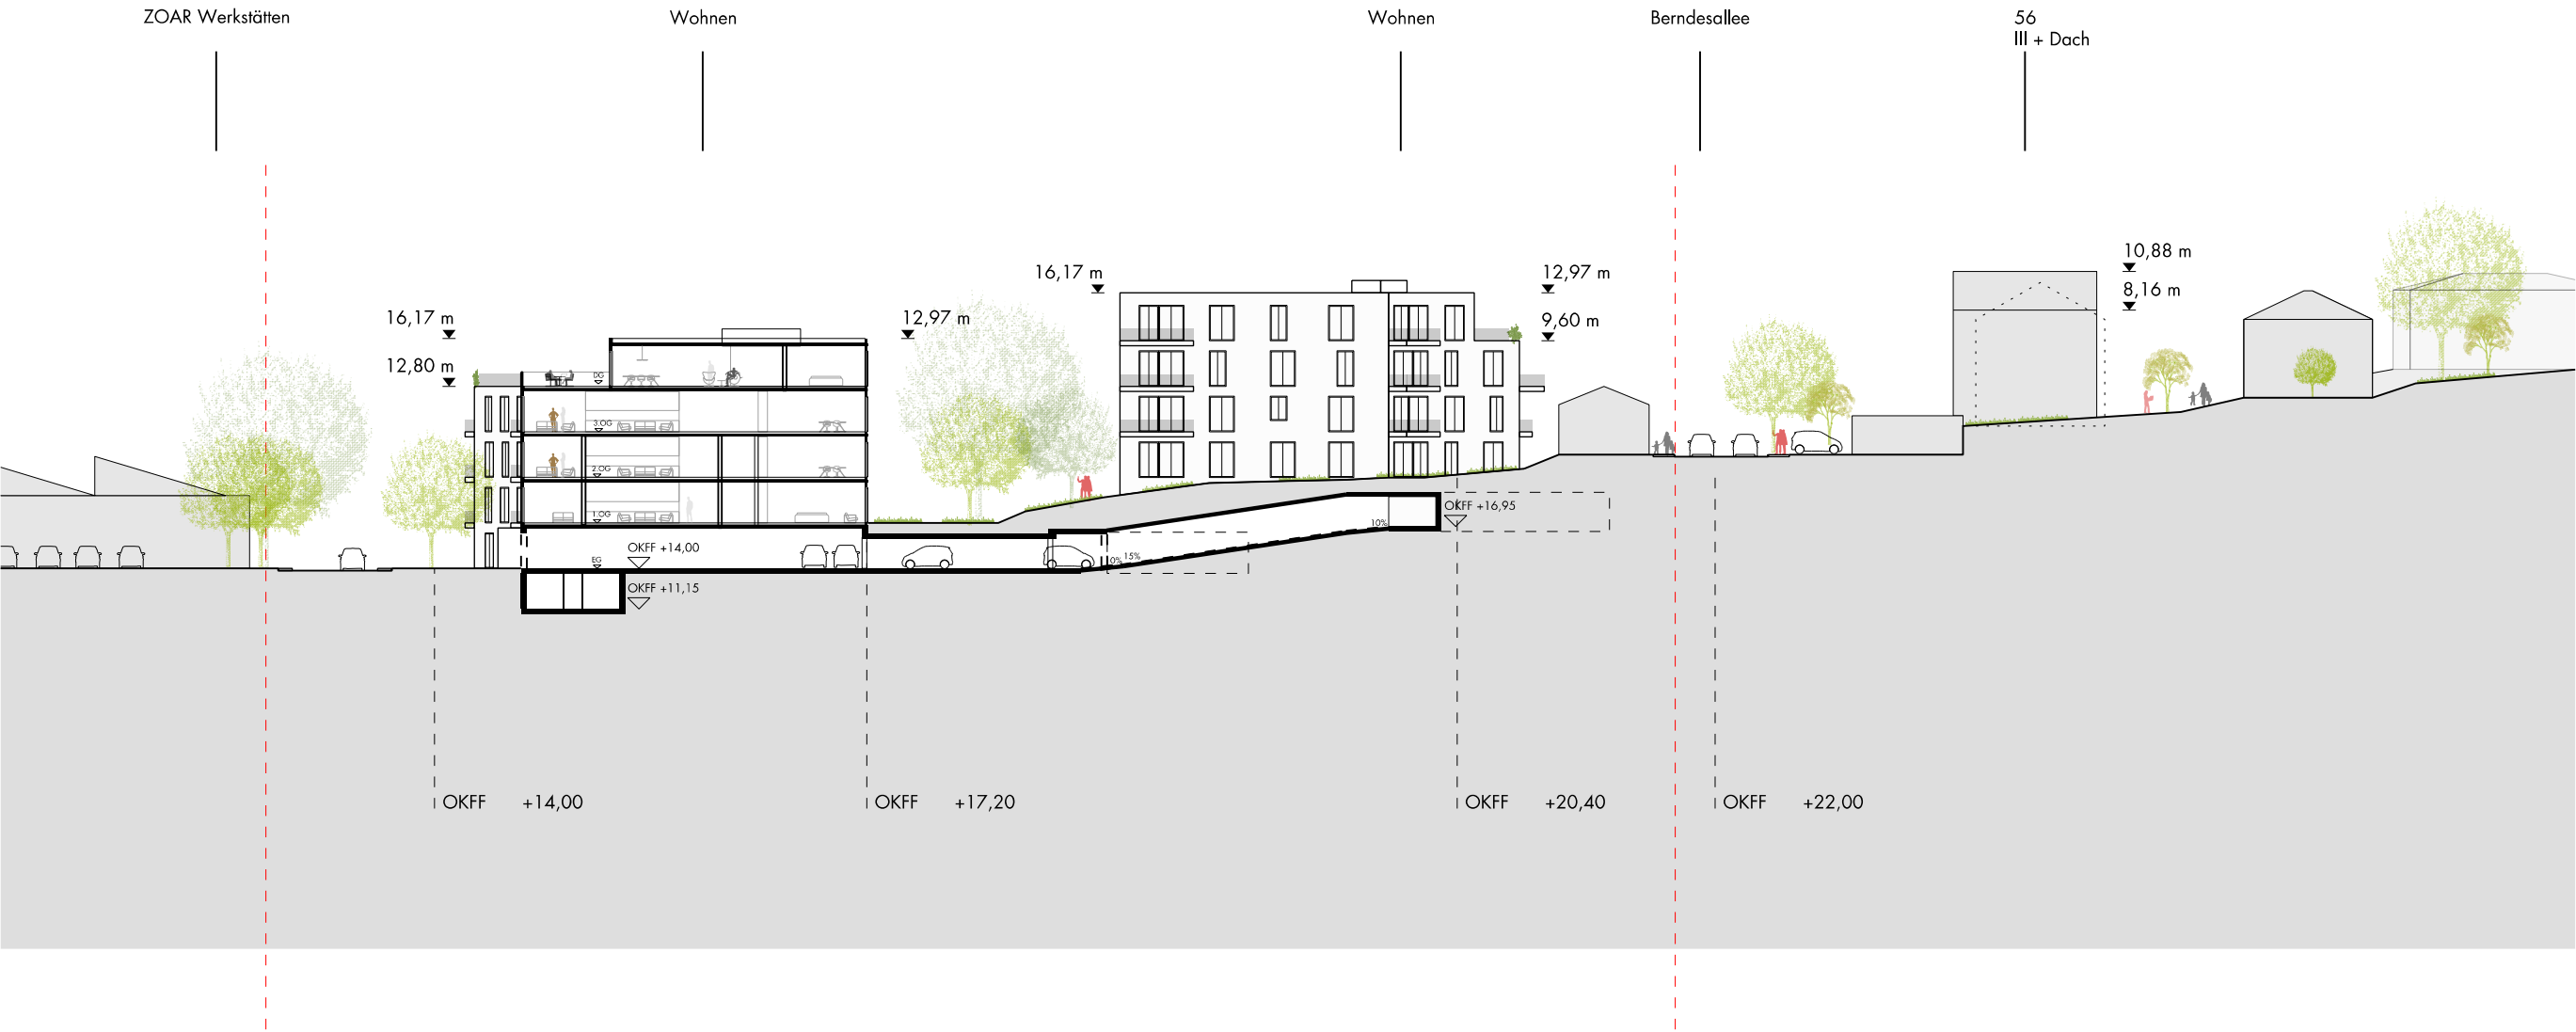 ZOAR Werkstätten
Wohnen
Wohnen
Berndesallee
56
III + Dach
10,88 m
8,16 m
16,17 m
12,97 m
9,60 m
16,17 m
12,80 m
12,97 m
DG
3.OG
2.OG
1.OG
EG
OKFF +14,00
OKFF +11,15
0%
15%
10%
OKFF +16,95
OKFF +14,00
OKFF +17,20
OKFF +20,40
OKFF +22,00